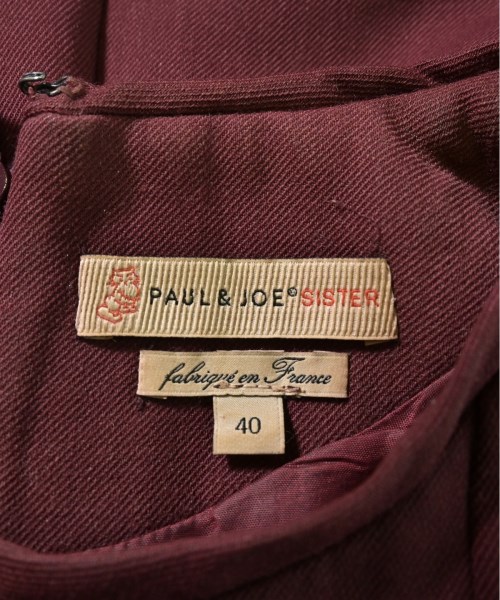 PAUL & JOE® SISTER
fabriqué en France
40